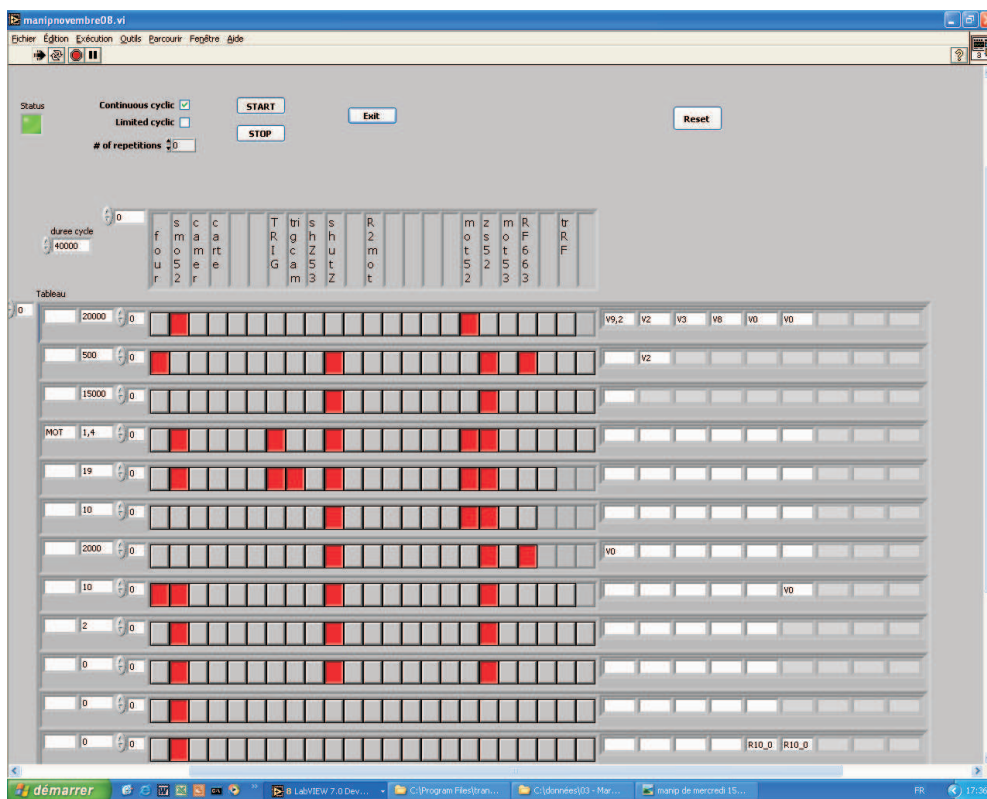 manipnovembre08.vi
Fichier Édition Exécution Outils Parcourir Fenêtre Aide
Status
Continuous cyclic
Limited cyclic
# of repetitions 0
START
STOP
Exit
Reset
duree cycle
40000
0
four
smo52
camer
carte
TRIG
trigcam
shZ53
shutZ
R2mot
mot52
zs52
mot53
RF663
trRF
Tableau
0
20000 0 V9,2 V2 V3 V8 V0 V0
500 0 V2
15000 0
MOT 1,4 0
19 0
10 0
2000 0 V0
10 0 V0
2 0
0 0
0 0
0 0 R10_0 R10_0
démarrer
8 LabVIEW 7.0 Dev...
C:\Program Files\tran...
C:\données\03 - Mar...
manip de mercredi 15...
FR
17:36